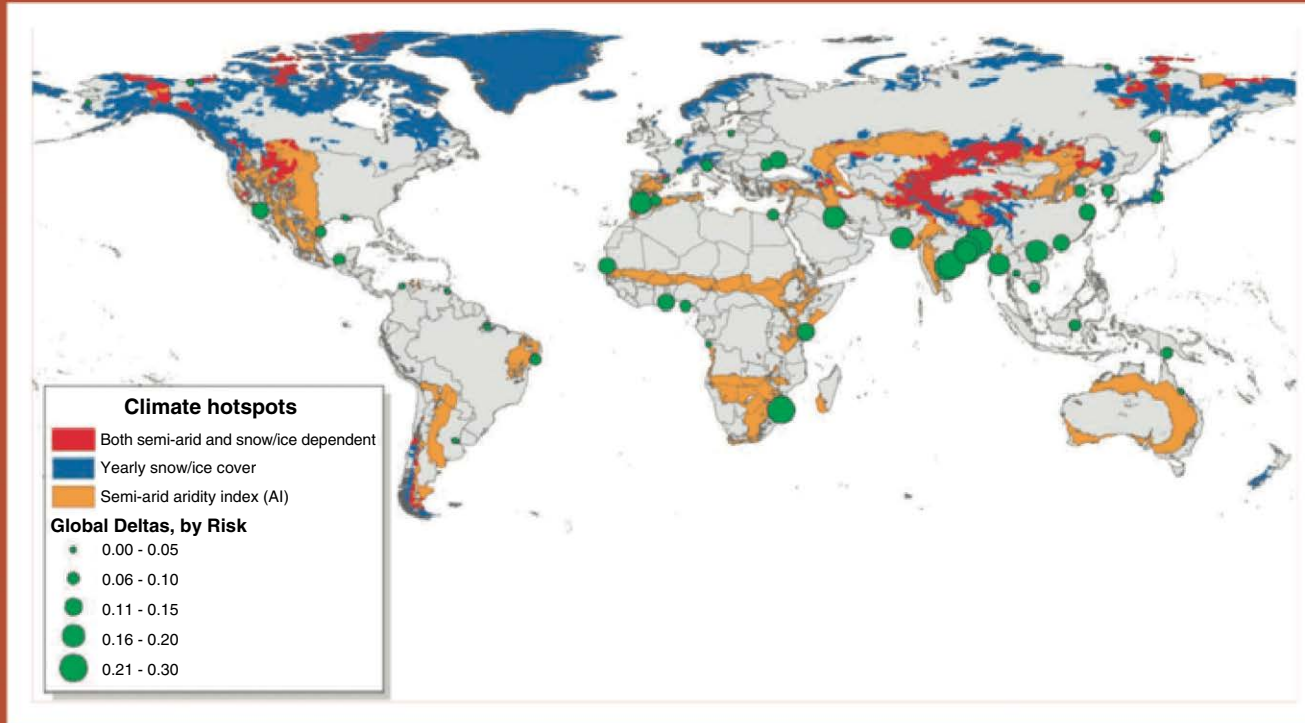 Climate hotspots
Both semi-arid and snow/ice dependent
Yearly snow/ice cover
Semi-arid aridity index (AI)
Global Deltas, by Risk
0.00 - 0.05
0.06 - 0.10
0.11 - 0.15
0.16 - 0.20
0.21 - 0.30